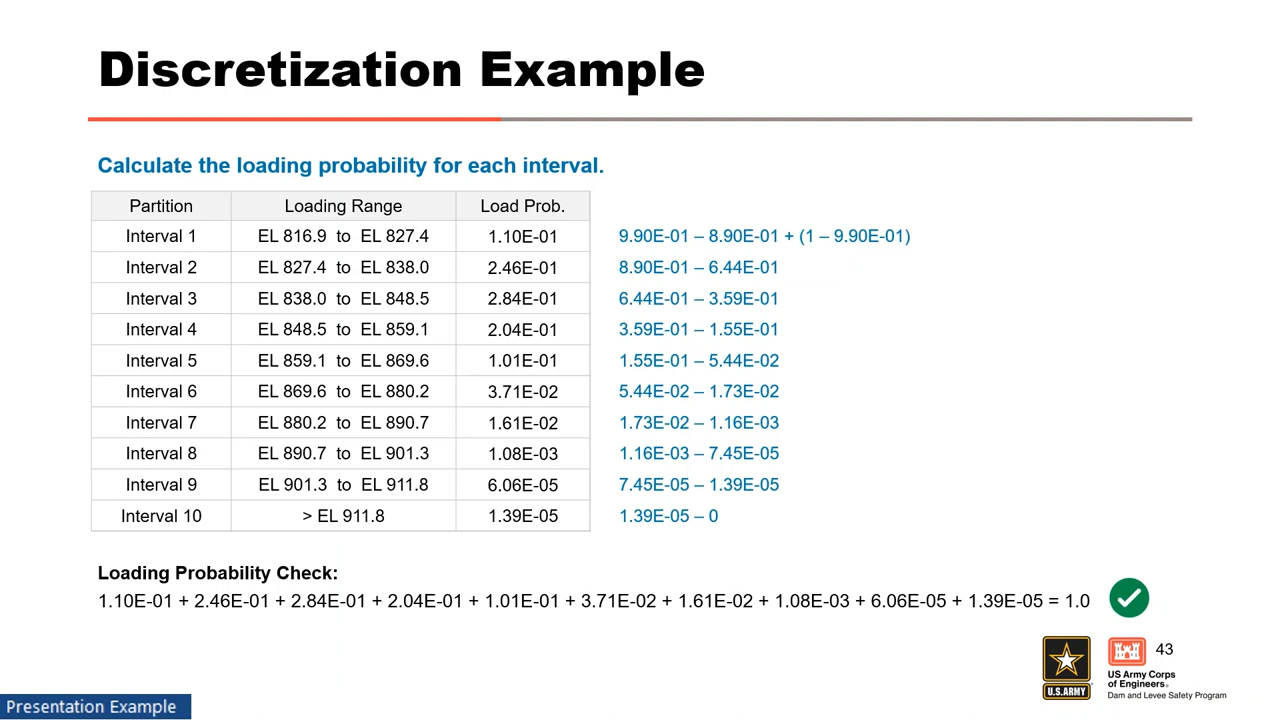 Discretization Example
Calculate the loading probability for each interval.
Partition Loading Range Load Prob.
Interval 1 EL 816.9 to EL 827.4 1.10E-01 9.90E-01 – 8.90E-01 + (1 – 9.90E-01)
Interval 2 EL 827.4 to EL 838.0 2.46E-01 8.90E-01 – 6.44E-01
Interval 3 EL 838.0 to EL 848.5 2.84E-01 6.44E-01 – 3.59E-01
Interval 4 EL 848.5 to EL 859.1 2.04E-01 3.59E-01 – 1.55E-01
Interval 5 EL 859.1 to EL 869.6 1.01E-01 1.55E-01 – 5.44E-02
Interval 6 EL 869.6 to EL 880.2 3.71E-02 5.44E-02 – 1.73E-02
Interval 7 EL 880.2 to EL 890.7 1.61E-02 1.73E-02 – 1.16E-03
Interval 8 EL 890.7 to EL 901.3 1.08E-03 1.16E-03 – 7.45E-05
Interval 9 EL 901.3 to EL 911.8 6.06E-05 7.45E-05 – 1.39E-05
Interval 10 > EL 911.8 1.39E-05 1.39E-05 – 0
Loading Probability Check:
1.10E-01 + 2.46E-01 + 2.84E-01 + 2.04E-01 + 1.01E-01 + 3.71E-02 + 1.61E-02 + 1.08E-03 + 6.06E-05 + 1.39E-05 = 1.0
43
U.S. ARMY
US Army Corps
of Engineers®
Dam and Levee Safety Program
Presentation Example